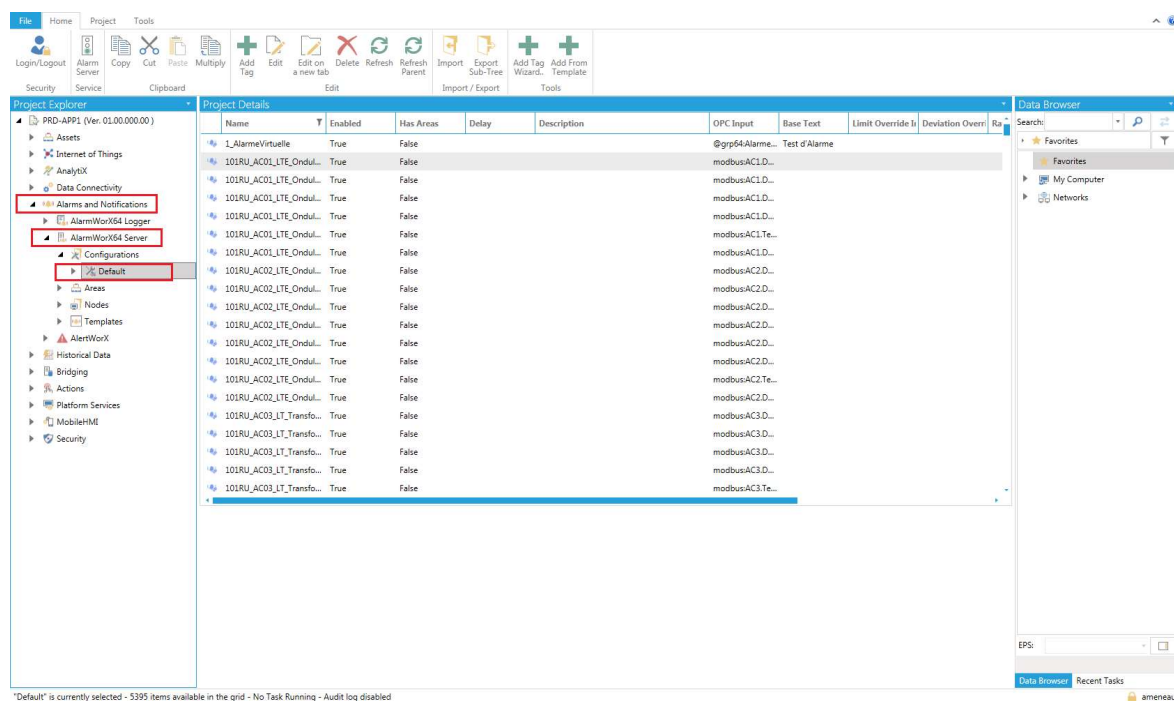 File Home Project Tools
Login/Logout Alarm Server Copy Cut Paste Multiply Add Tag Edit Edit on a new tab Delete Refresh Refresh Parent Import Export Sub-Tree Add Tag Wizard.. Add From Template
Security Service Clipboard Edit Import / Export Tools
Project Explorer
PRD-APP1 (Ver. 01.00.000.00 )
Assets
Internet of Things
AnalytiX
Data Connectivity
Alarms and Notifications
AlarmWorX64 Logger
AlarmWorX64 Server
Configurations
Default
Areas
Nodes
Templates
AlertWorX
Historical Data
Bridging
Actions
Platform Services
MobileHMI
Security
Project Details
Name Enabled Has Areas Delay Description OPC Input Base Text Limit Override Deviation Overri
1_AlarmeVirtuelle True False @grp64:Alarme... Test d'Alarme
101RU_AC01_LTE_Ondul... True False modbus:AC1.D...
101RU_AC01_LTE_Ondul... True False modbus:AC1.D...
101RU_AC01_LTE_Ondul... True False modbus:AC1.D...
101RU_AC01_LTE_Ondul... True False modbus:AC1.D...
101RU_AC01_LTE_Ondul... True False modbus:AC1.Te...
101RU_AC01_LTE_Ondul... True False modbus:AC1.D...
101RU_AC02_LTE_Ondul... True False modbus:AC2.D...
101RU_AC02_LTE_Ondul... True False modbus:AC2.D...
101RU_AC02_LTE_Ondul... True False modbus:AC2.D...
101RU_AC02_LTE_Ondul... True False modbus:AC2.D...
101RU_AC02_LTE_Ondul... True False modbus:AC2.D...
101RU_AC02_LTE_Ondul... True False modbus:AC2.D...
101RU_AC02_LTE_Ondul... True False modbus:AC2.Te...
101RU_AC02_LTE_Ondul... True False modbus:AC2.D...
101RU_AC03_LT_Transfo... True False modbus:AC3.D...
101RU_AC03_LT_Transfo... True False modbus:AC3.D...
101RU_AC03_LT_Transfo... True False modbus:AC3.D...
101RU_AC03_LT_Transfo... True False modbus:AC3.D...
101RU_AC03_LT_Transfo... True False modbus:AC3.Te...
Data Browser
Search:
Favorites
Favorites
My Computer
Networks
EPS:
Data Browser Recent Tasks
"Default" is currently selected - 5395 items available in the grid - No Task Running - Audit log disabled
ameneau